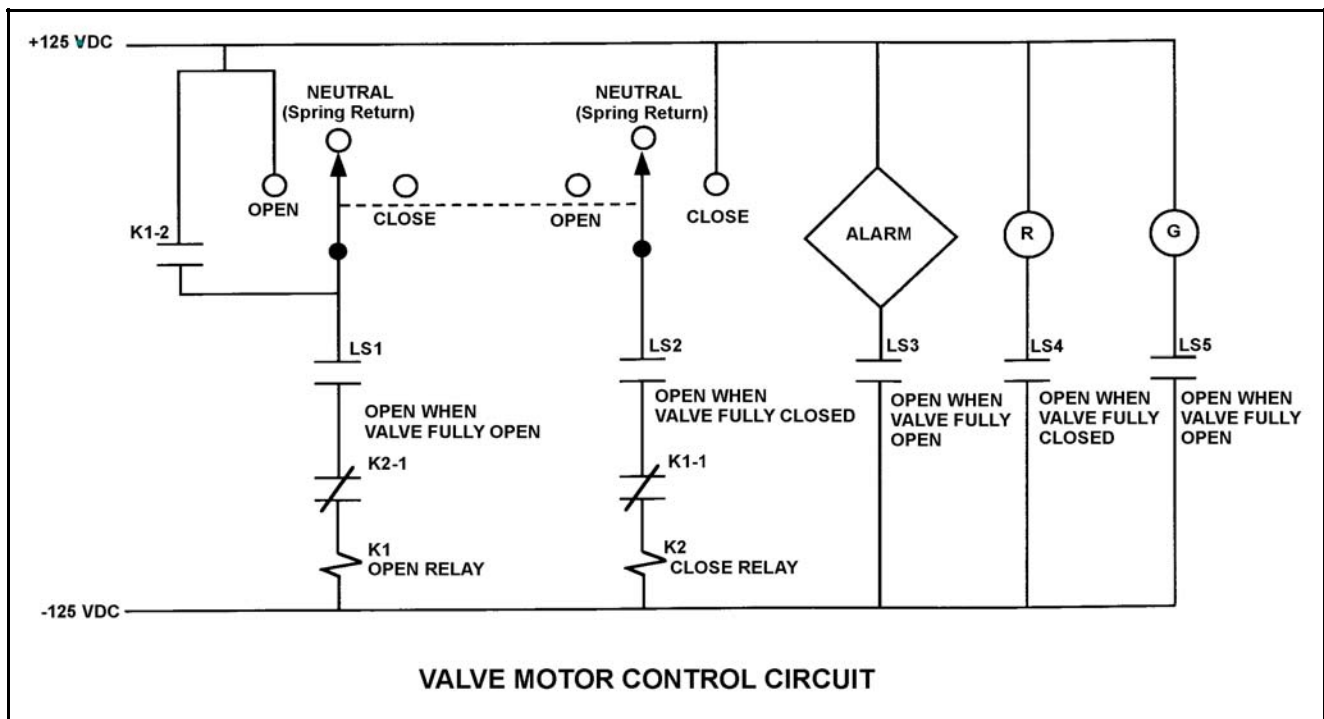 +125 VDC
NEUTRAL
(Spring Return)
NEUTRAL
(Spring Return)
OPEN
CLOSE
OPEN
CLOSE
K1-2
ALARM
R
G
LS1
OPEN WHEN
VALVE FULLY OPEN
LS2
OPEN WHEN
VALVE FULLY CLOSED
LS3
OPEN WHEN
VALVE FULLY
OPEN
LS4
OPEN WHEN
VALVE FULLY
CLOSED
LS5
OPEN WHEN
VALVE FULLY
OPEN
K2-1
K1-1
K1
OPEN RELAY
K2
CLOSE RELAY
-125 VDC
VALVE MOTOR CONTROL CIRCUIT